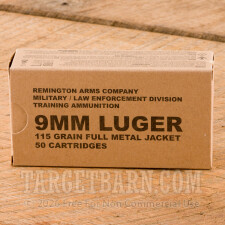 REMINGTON ARMS COMPANY
MILITARY / LAW ENFORCEMENT DIVISION
TRAINING AMMUNITION
9MM LUGER
115 GRAIN FULL METAL JACKET
50 CARTRIDGES
TARGETBARN.COM